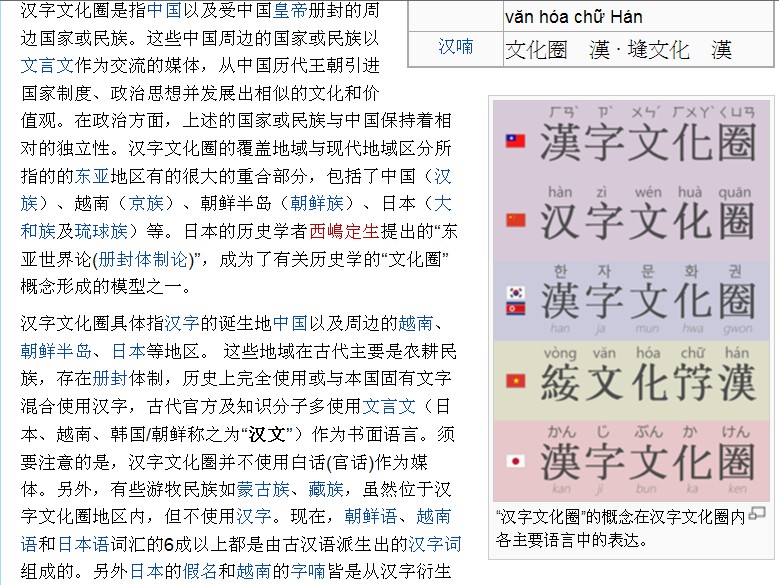 汉字文化圈是指中国以及受中国皇帝册封的周
边国家或民族。这些中国周边的国家或民族以
文言文作为交流的媒体，从中国历代王朝引进
国家制度、政治思想并发展出相似的文化和价
值观。在政治方面，上述的国家或民族与中国保持着相
对的独立性。汉字文化圈的覆盖地域与现代地域区分所
指的的东亚地区有的很大的重合部分，包括了中国（汉
族）、越南（京族）、朝鲜半岛（朝鲜族）、日本（大
和族及琉球族）等。日本的历史学者西嶋定生提出的“东
亚世界论(册封体制论)”，成为了有关历史学的“文化圈”
概念形成的模型之一。
汉字文化圈具体指汉字的诞生地中国以及周边的越南、
朝鲜半岛、日本等地区。 这些地域在古代主要是农耕民
族，存在册封体制，历史上完全使用或与本国固有文字
混合使用汉字，古代官方及知识分子多使用文言文（日
本、越南、韩国/朝鲜称之为“汉文”）作为书面语言。须
要注意的是，汉字文化圈并不使用白话(官话)作为媒
体。另外，有些游牧民族如蒙古族、藏族，虽然位于汉
字文化圈地区内，但不使用汉字。现在，朝鲜语、越南
语和日本语词汇的6成以上都是由古汉语派生出的汉字词
组成的。另外日本的假名和越南的字喃皆是从汉字衍生
văn hóa chữ Hán
汉喃 文化圈 漢 · 缝文化 漢
ㄏㄢˋ ㄗˋ ㄨㄣˊ ㄏㄨㄚˋ ㄑㄩㄢ
漢字文化圈
hàn zì wén huà quān
汉字文化圈
한 자 문 화 권
漢字文化圈
han ja mun hwa gwon
vòng văn hóa chữ hán
文化 漢
かん じ ぶん か けん
漢字文化圈
kan ji bun ka ken
“汉字文化圈”的概念在汉字文化圈内
各主要语言中的表达。